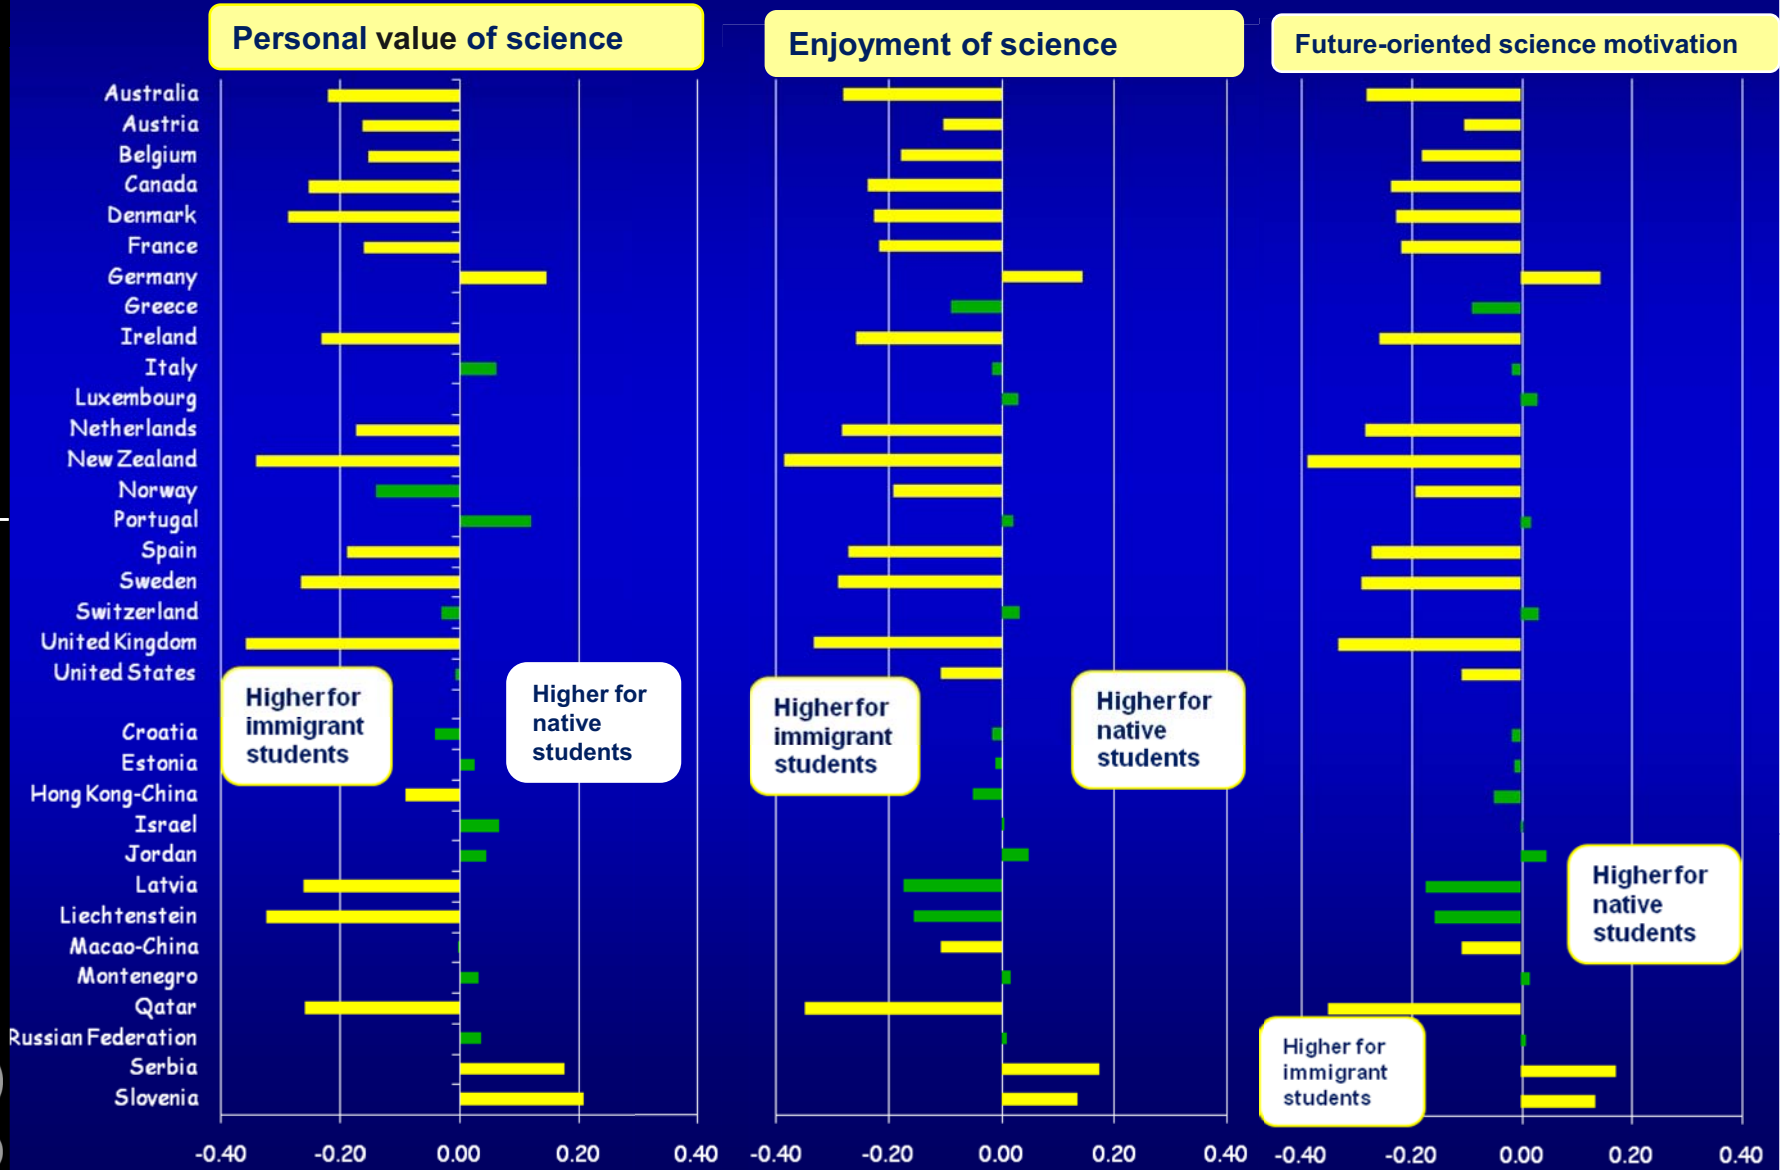 Personal value of science
Enjoyment of science
Future-oriented science motivation
Australia
Austria
Belgium
Canada
Denmark
France
Germany
Greece
Ireland
Italy
Luxembourg
Netherlands
New Zealand
Norway
Portugal
Spain
Sweden
Switzerland
United Kingdom
United States
Croatia
Estonia
Hong Kong-China
Israel
Jordan
Latvia
Liechtenstein
Macao-China
Montenegro
Qatar
Russian Federation
Serbia
Slovenia
Higher for
immigrant
students
Higher for
native
students
Higher for
immigrant
students
Higher for
native
students
Higher for
native
students
Higher for
immigrant
students
-0.40 -0.20 0.00 0.20 0.40
-0.40 -0.20 0.00 0.20 0.40
-0.40 -0.20 0.00 0.20 0.40